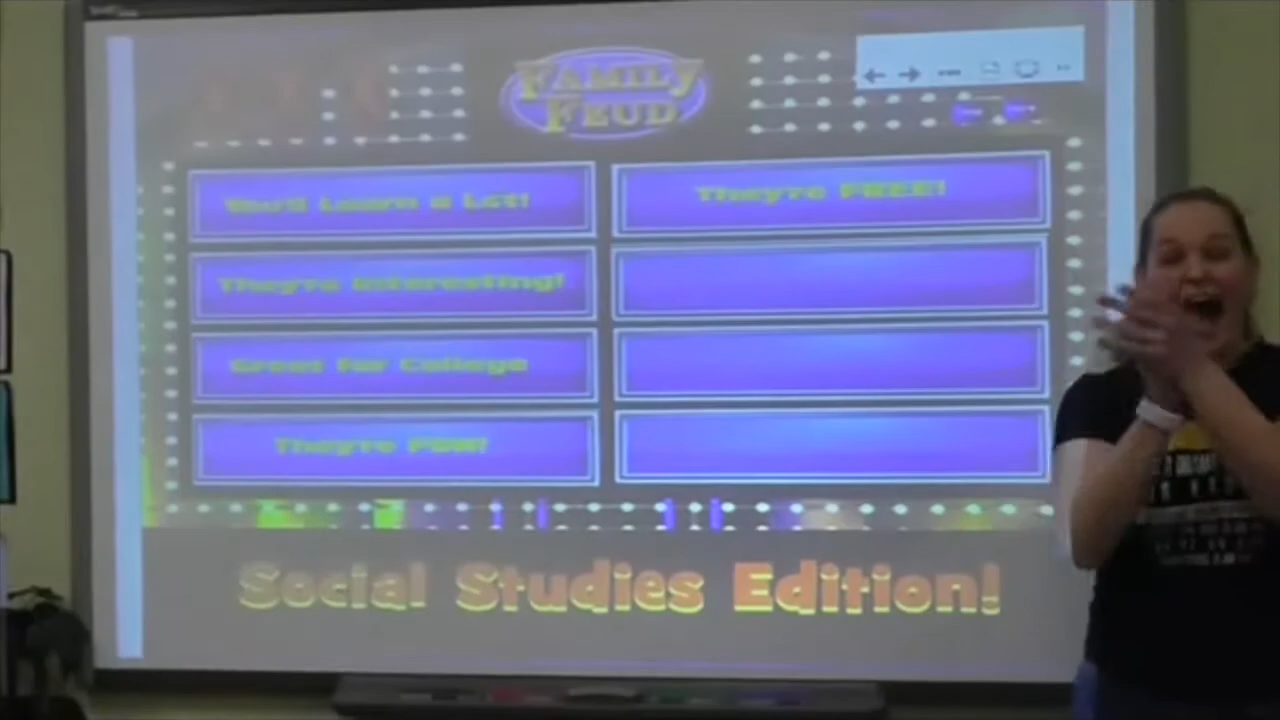 FAMILY
FEUD
You'll Learn a Lot!
They're FREE!
They're Interesting!
Great for College
They're FUN!
Social Studies Edition!